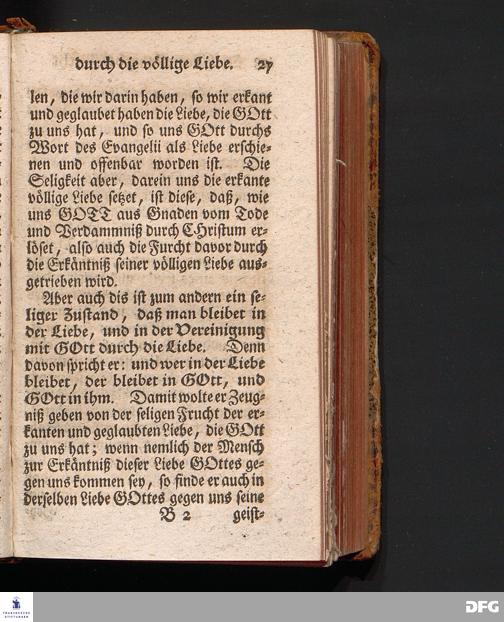 durch die völlige Liebe. 27
len, die wir darin haben, so wir erkant
und geglaubet haben die Liebe, die GOtt
zu uns hat, und so uns GOtt durchs
Wort des Evangelii als Liebe erschie-
nen und offenbar worden ist. Die
Seligkeit aber, darein uns die erkante
völlige Liebe setzet, ist diese, daß, wie
uns GOTT aus Gnaden vom Tode
und Verdammniß durch CHristum er-
löset, also auch die Furcht davor durch
die Erkäntniß seiner völligen Liebe aus-
getrieben wird.
Aber auch dis ist zum andern ein se-
liger Zustand, daß man bleibet in
der Liebe, und in der Vereinigung
mit GOtt durch die Liebe. Denn
davon spricht er: und wer in der Liebe
bleibet, der bleibet in GOtt, und
GOtt in ihm. Damit wolte er Zeug-
niß geben von der seligen Frucht der er-
kanten und geglaubten Liebe, die GOtt
zu uns hat; wenn nemlich der Mensch
zur Erkäntniß dieser Liebe GOttes ge-
gen uns kommen sey, so finde er auch in
derselben Liebe GOttes gegen uns seine
B 2 geist-
FRANCKESCHE
STIFTUNGEN
DFG